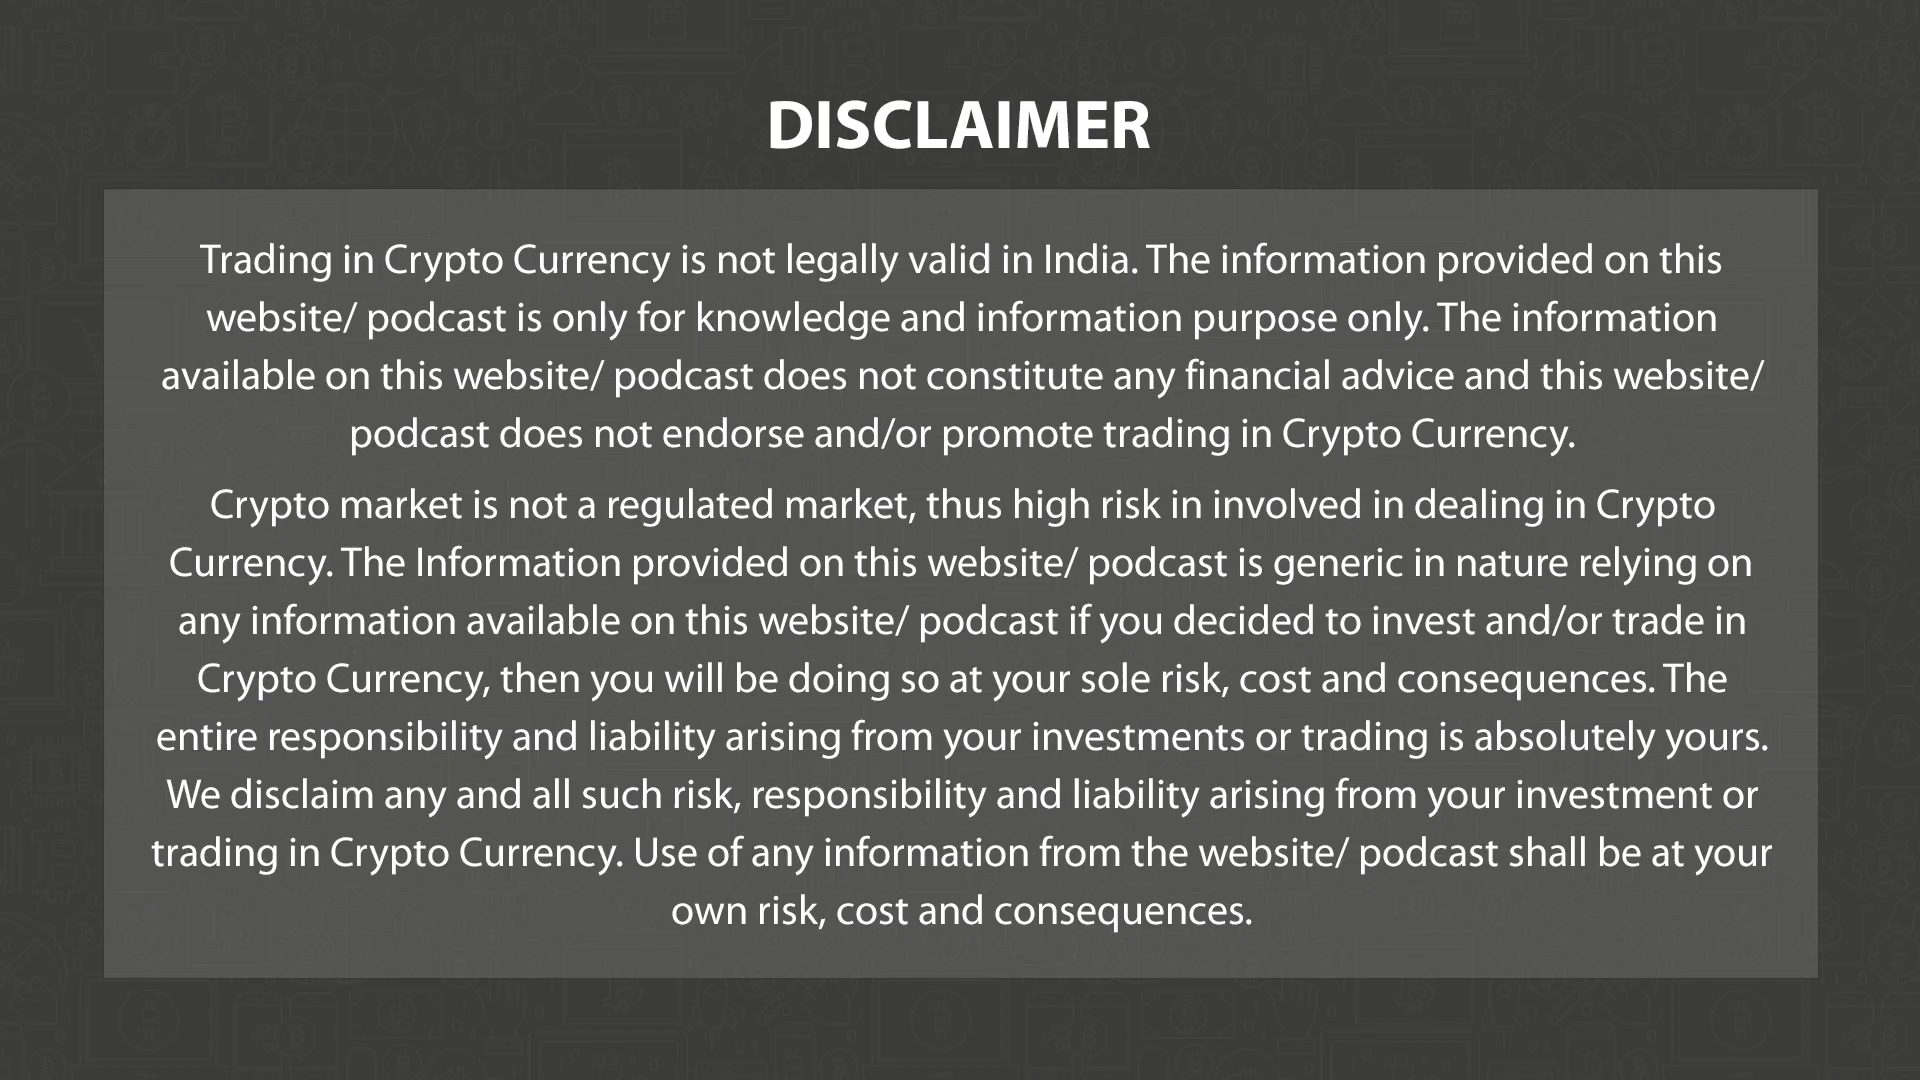 DISCLAIMER
Trading in Crypto Currency is not legally valid in India. The information provided on this
website/ podcast is only for knowledge and information purpose only. The information
available on this website/ podcast does not constitute any financial advice and this website/
podcast does not endorse and/or promote trading in Crypto Currency.
Crypto market is not a regulated market, thus high risk in involved in dealing in Crypto
Currency. The Information provided on this website/ podcast is generic in nature relying on
any information available on this website/ podcast if you decided to invest and/or trade in
Crypto Currency, then you will be doing so at your sole risk, cost and consequences. The
entire responsibility and liability arising from your investments or trading is absolutely yours.
We disclaim any and all such risk, responsibility and liability arising from your investment or
trading in Crypto Currency. Use of any information from the website/ podcast shall be at your
own risk, cost and consequences.